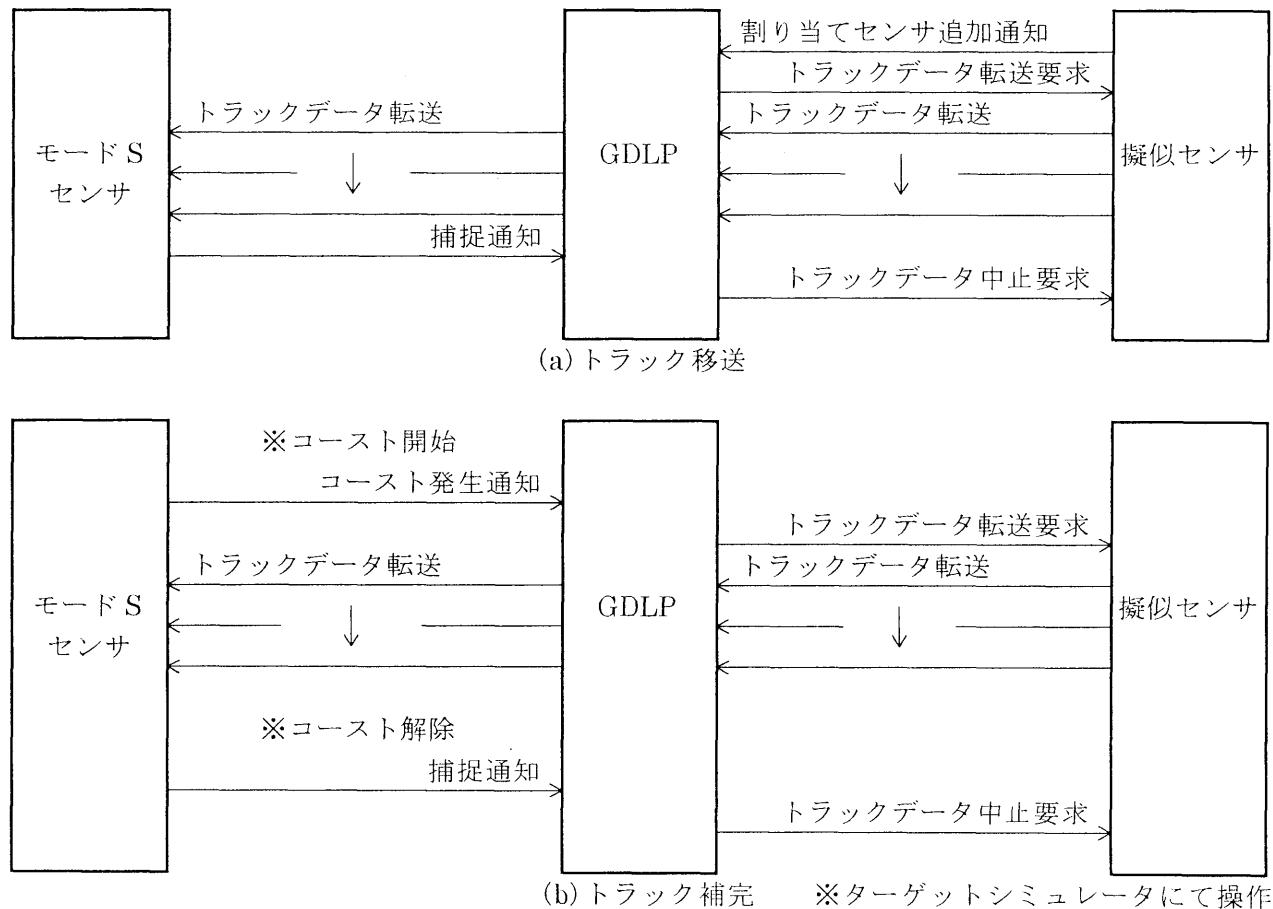 割り当てセンサ追加通知
トラックデータ転送要求
トラックデータ転送
トラックデータ転送
モードS
センサ
GDLP
擬似センサ
捕捉通知
トラックデータ中止要求
(a)トラック移送
※コースト開始
コースト発生通知
トラックデータ転送要求
トラックデータ転送
トラックデータ転送
モードS
センサ
GDLP
擬似センサ
※コースト解除
捕捉通知
トラックデータ中止要求
(b)トラック補完
※ターゲットシミュレータにて操作